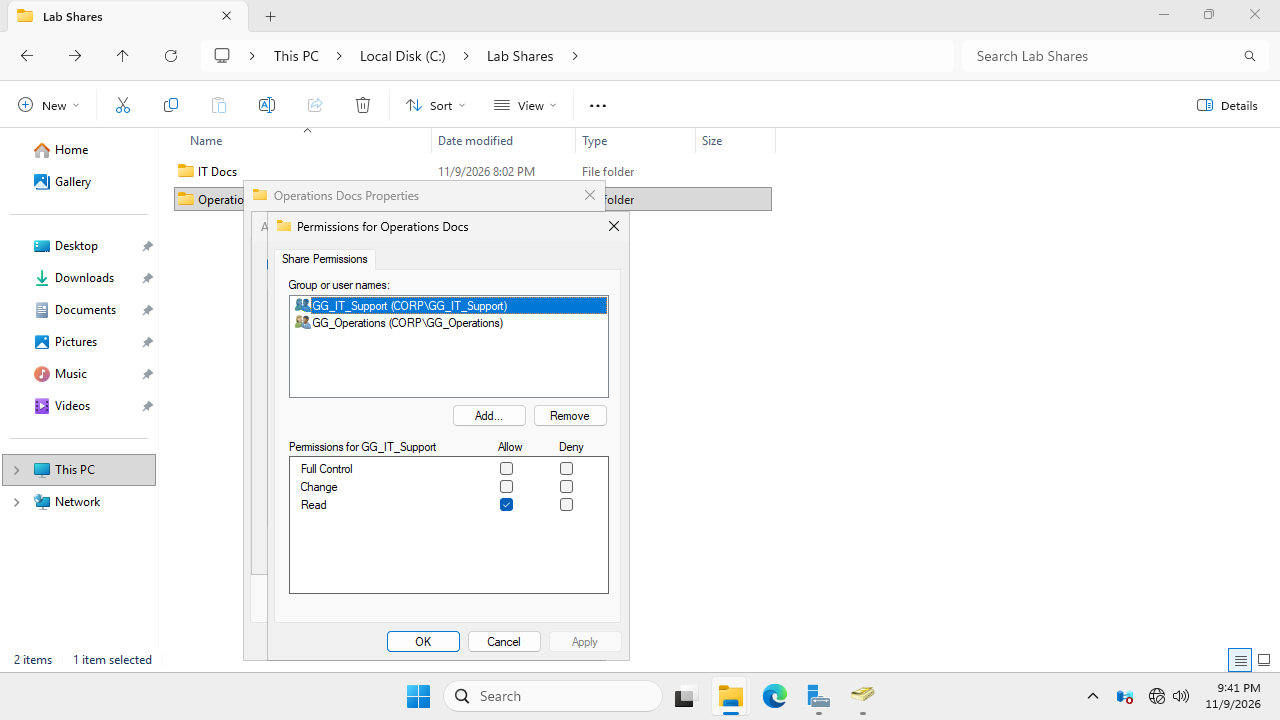 Lab Shares
This PC
Local Disk (C:)
Lab Shares
Search Lab Shares
New
Sort
View
Details
Name
Date modified
Type
Size
Home
Gallery
Desktop
Downloads
Documents
Pictures
Music
Videos
This PC
Network
IT Docs
11/9/2026 8:02 PM
File folder
Operatio
folder
Operations Docs Properties
A
Permissions for Operations Docs
Share Permissions
Group or user names:
GG_IT_Support (CORP\GG_IT_Support)
GG_Operations (CORP\GG_Operations)
Add...
Remove
Permissions for GG_IT_Support
Allow
Deny
Full Control
Change
Read
OK
Cancel
Apply
2 items
1 item selected
Search
9:41 PM
11/9/2026